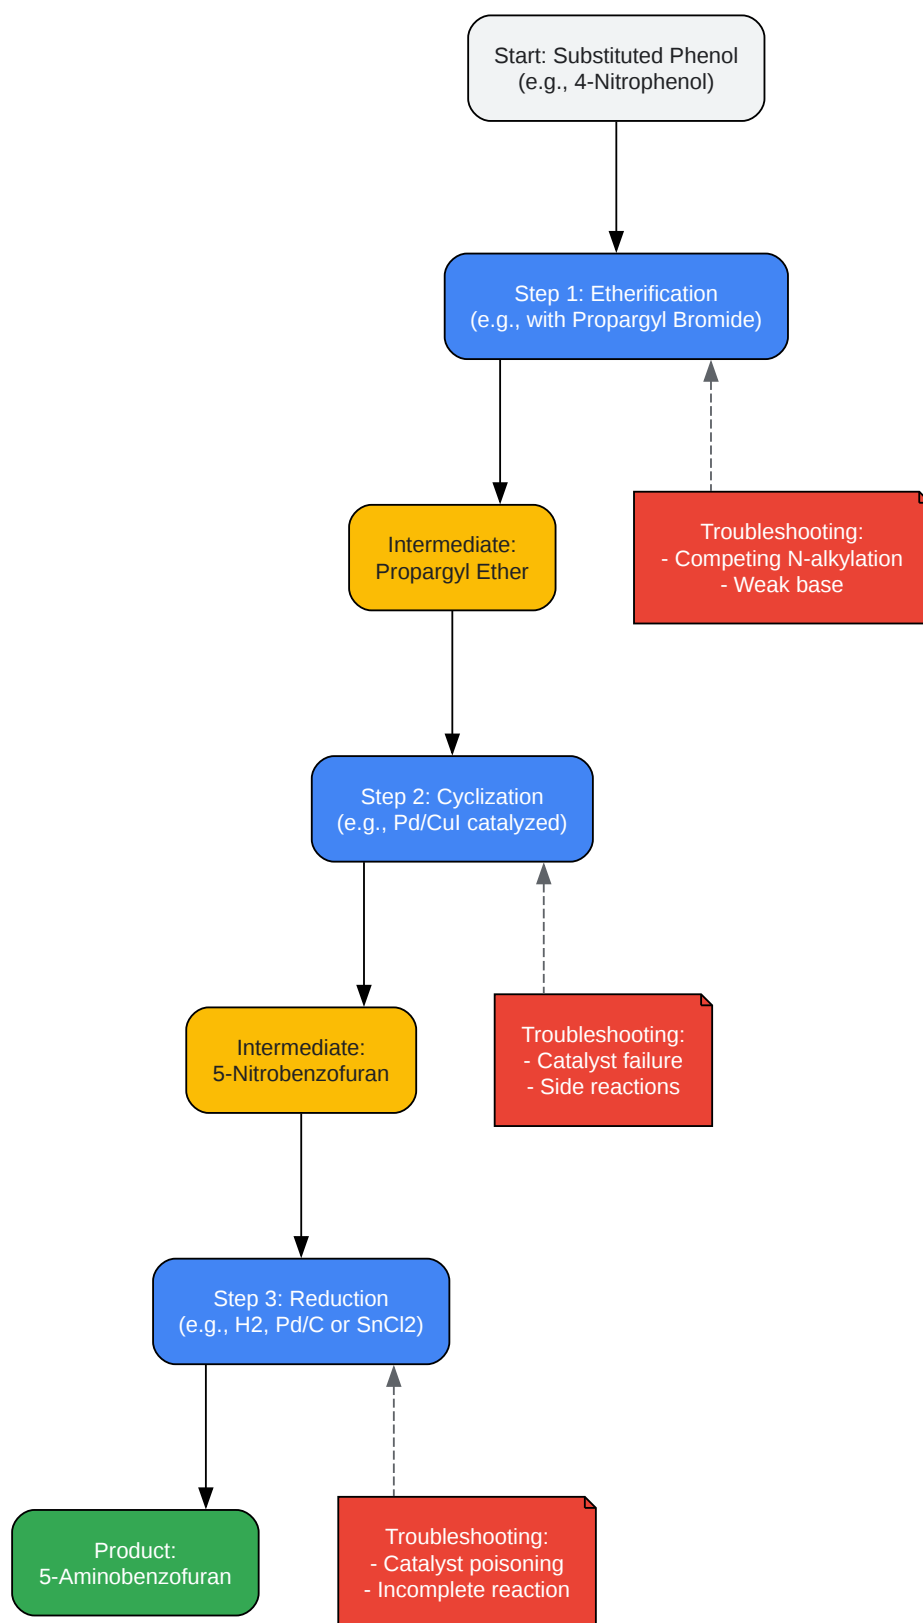 Start: Substituted Phenol
(e.g., 4-Nitrophenol)
Step 1: Etherification
(e.g., with Propargyl Bromide)
Intermediate:
Propargyl Ether
Troubleshooting:
- Competing N-alkylation
- Weak base
Step 2: Cyclization
(e.g., Pd/CuI catalyzed)
Intermediate:
5-Nitrobenzofuran
Troubleshooting:
- Catalyst failure
- Side reactions
Step 3: Reduction
(e.g., H2, Pd/C or SnCl2)
Product:
5-Aminobenzofuran
Troubleshooting:
- Catalyst poisoning
- Incomplete reaction